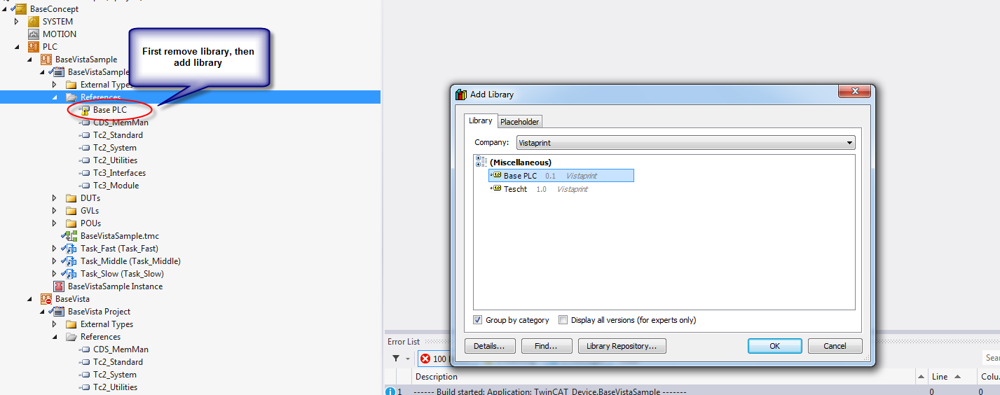 BaseConcept
SYSTEM
MOTION
PLC
BaseVistaSample
BaseVistaSample
External Types
References
Base PLC
CDS_MemMan
Tc2_Standard
Tc2_System
Tc2_Utilities
Tc3_Interfaces
Tc3_Module
DUTs
GVLs
POUs
BaseVistaSample.tmc
Task_Fast (Task_Fast)
Task_Middle (Task_Middle)
Task_Slow (Task_Slow)
BaseVistaSample Instance
BaseVista
BaseVista Project
External Types
References
CDS_MemMan
Tc2_Standard
Tc2_System
Tc2_Utilities
First remove library, then
add library
Add Library
Library Placeholder
Company: Vistaprint
(Miscellaneous)
Base PLC 0.1 Vistaprint
Tescht 1.0 Vistaprint
Group by category Display all versions (for experts only)
Details... Find... Library Repository... OK Cancel
Error List
100
Sear
Description Line Colu.
1 ------ Build started: Application: TwinCAT_Device.BaseVistaSample ------- 0 0